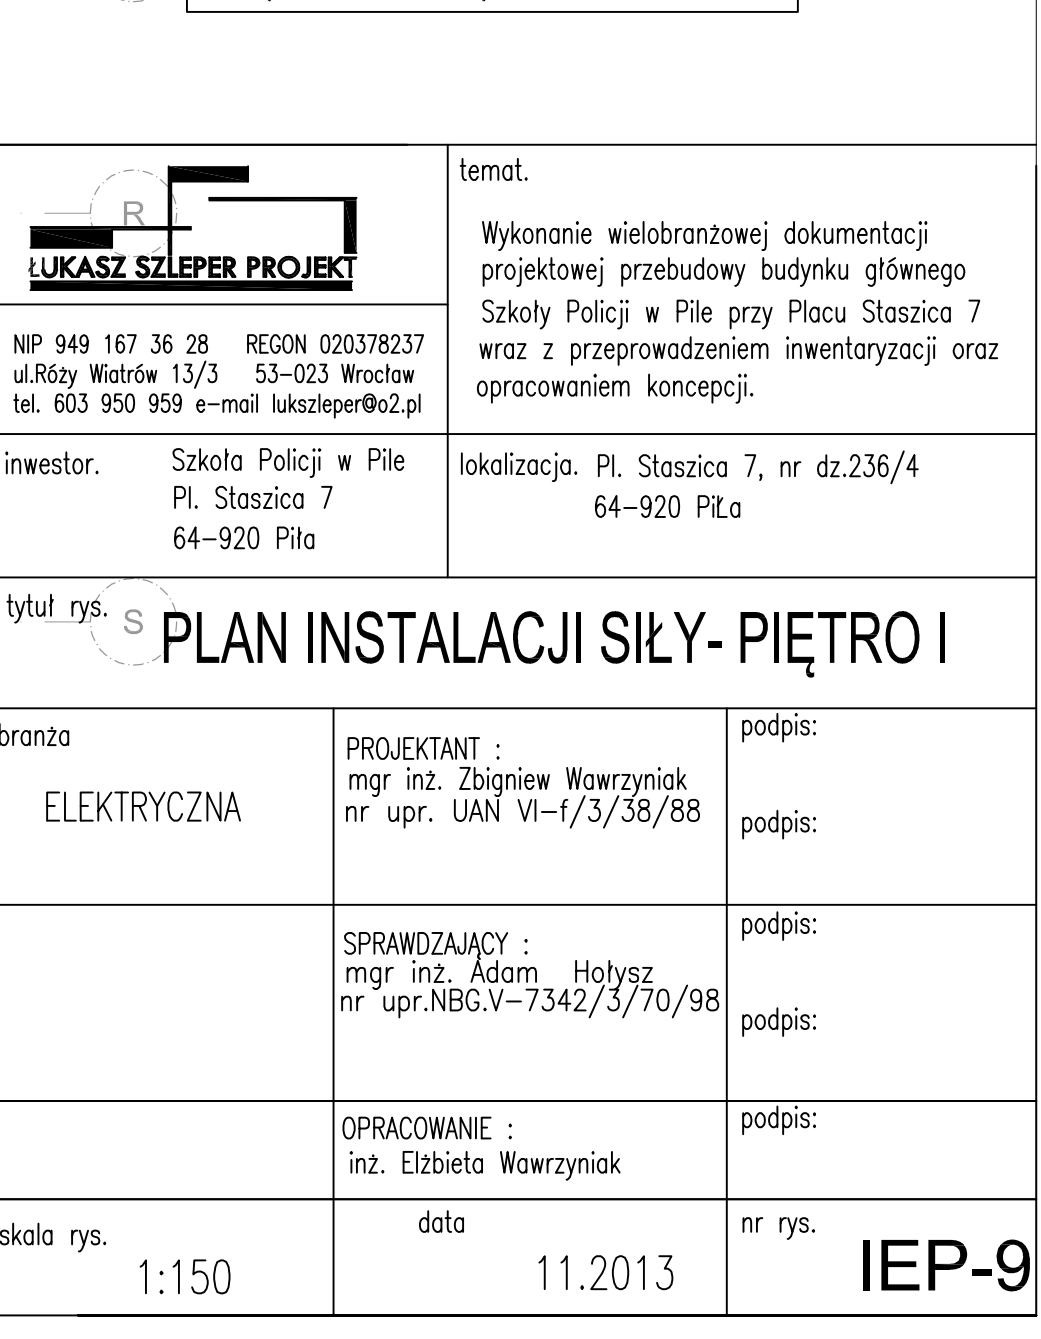 R
ŁUKASZ SZLEPER PROJEKT
NIP 949 167 36 28 REGON 020378237
ul.Róży Wiatrów 13/3 53-023 Wrocław
tel. 603 950 959 e-mail lukszleper@o2.pl
temat.
Wykonanie wielobranżowej dokumentacji
projektowej przebudowy budynku głównego
Szkoły Policji w Pile przy Placu Staszica 7
wraz z przeprowadzeniem inwentaryzacji oraz
opracowaniem koncepcji.
inwestor. Szkoła Policji w Pile
Pl. Staszica 7
64-920 Piła
lokalizacja. Pl. Staszica 7, nr dz.236/4
64-920 PiŁa
tytuł rys. S PLAN INSTALACJI SIŁY- PIĘTRO I
branża
ELEKTRYCZNA
PROJEKTANT :
mgr inż. Zbigniew Wawrzyniak
nr upr. UAN VI-f/3/38/88
podpis:
podpis:
SPRAWDZAJĄCY :
mgr inż. Adam Hołysz
nr upr.NBG.V-7342/3/70/98
podpis:
podpis:
OPRACOWANIE :
inż. Elżbieta Wawrzyniak
podpis:
skala rys.
1:150
data
11.2013
nr rys.
IEP-9